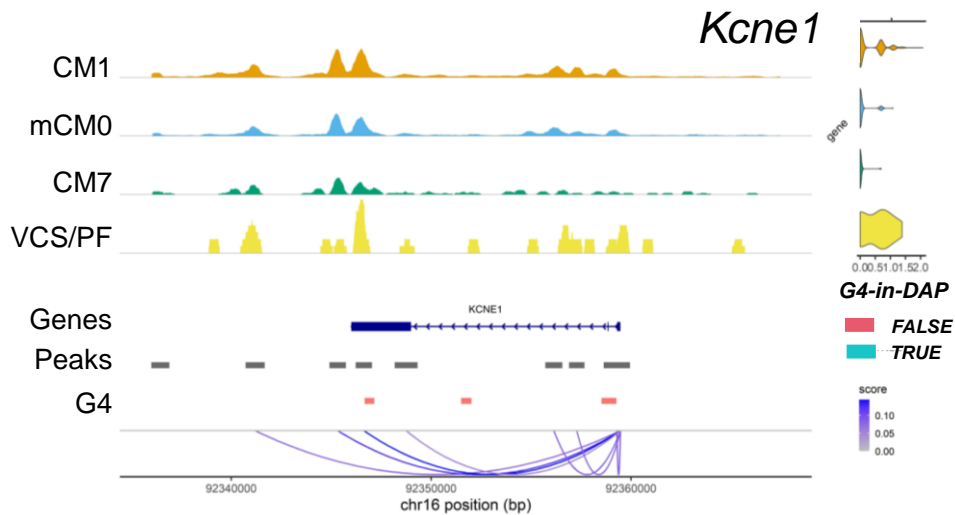 Kcne1
CM1
mCM0
CM7
VCS/PF
gene
0.00.51.01.52.0
G4-in-DAP
FALSE
TRUE
KCNE1
Genes
Peaks
G4
score
0.10
0.05
0.00
92340000
92350000
92360000
chr16 position (bp)